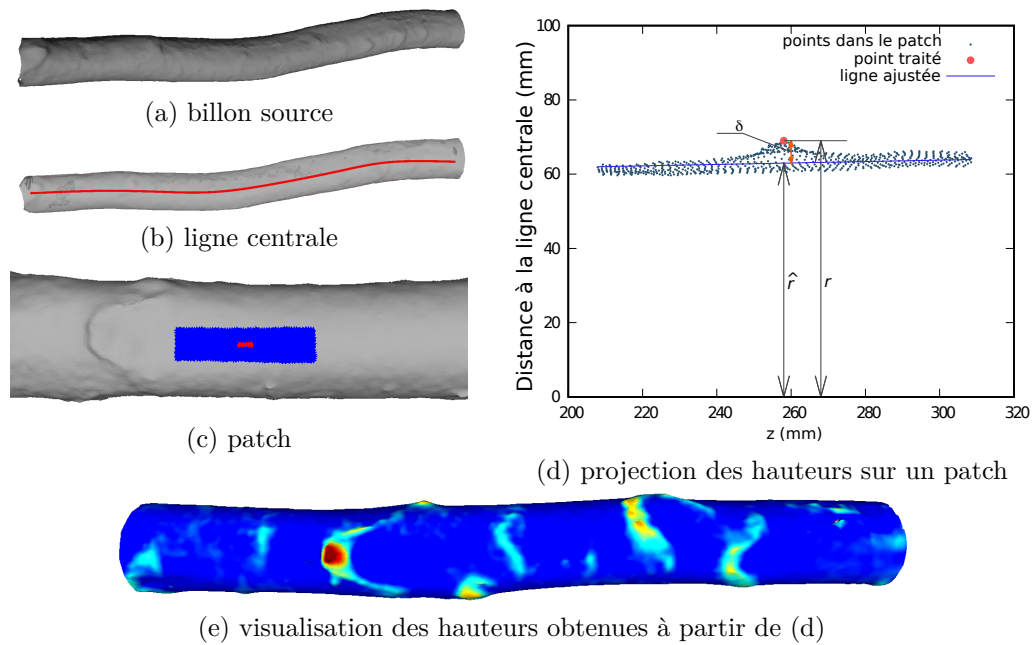 (a) billon source
(b) ligne centrale
(c) patch
Distance à la ligne centrale (mm)
100
80
60
40
20
0
points dans le patch
point traité
ligne ajustée
δ
r̂
r
200
220
240
260
280
300
320
z (mm)
(d) projection des hauteurs sur un patch
(e) visualisation des hauteurs obtenues à partir de (d)